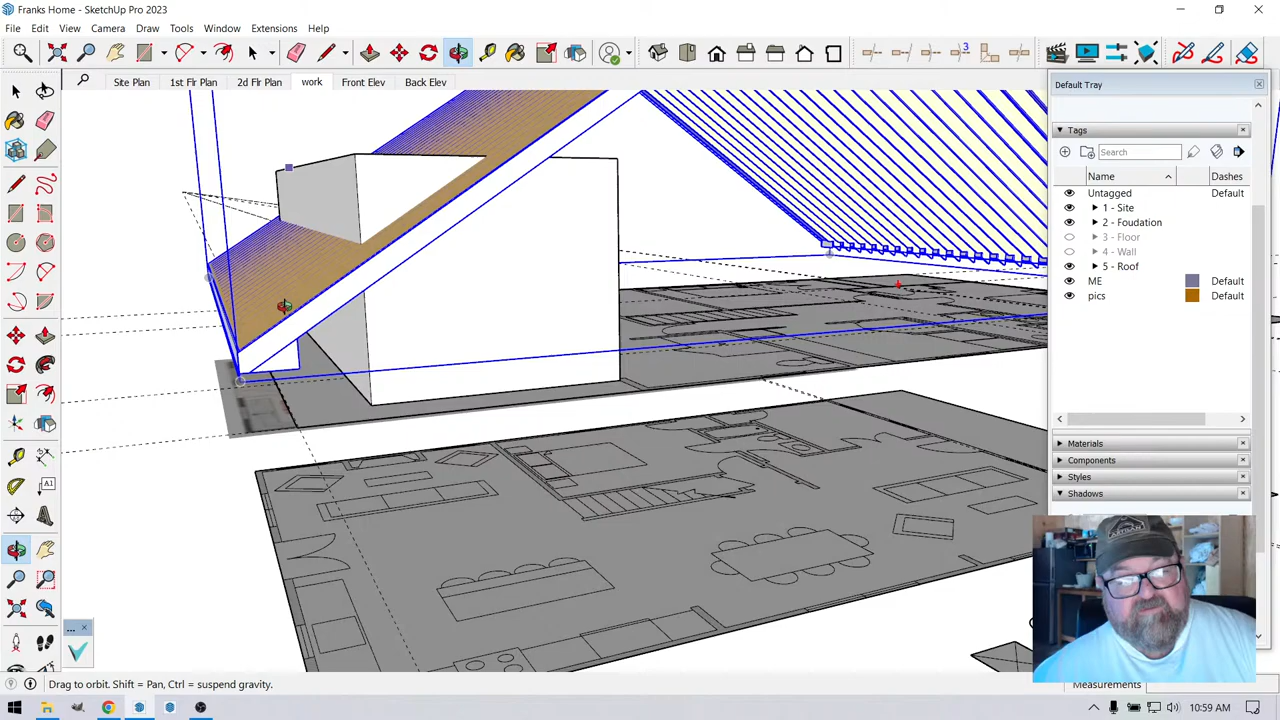 Franks Home - SketchUp Pro 2023
File Edit View Camera Draw Tools Window Extensions Help
3
Site Plan 1st Flr Plan 2d Flr Plan work Front Elev Back Elev
Default Tray
Tags
Search
Name Dashes
Untagged Default
1 - Site
2 - Foudation
3 - Floor
4 - Wall
5 - Roof
ME Default
pics Default
Materials
Components
Styles
Shadows
A1
...
Drag to orbit. Shift = Pan, Ctrl = suspend gravity.
Measurements
10:59 AM